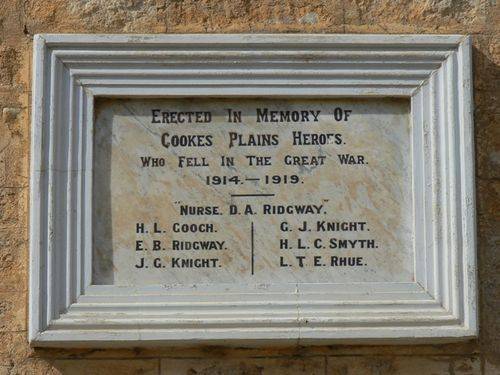 ERECTED IN MEMORY OF
COOKES PLAINS HEROES.
WHO FELL IN THE GREAT WAR.
1914.—1919.
"NURSE. D. A. RIDGWAY."
H. L. GOOCH. G. J. KNIGHT.
E. B. RIDGWAY. H. L. C. SMYTH.
J. G. KNIGHT. L. T. E. RHUE.